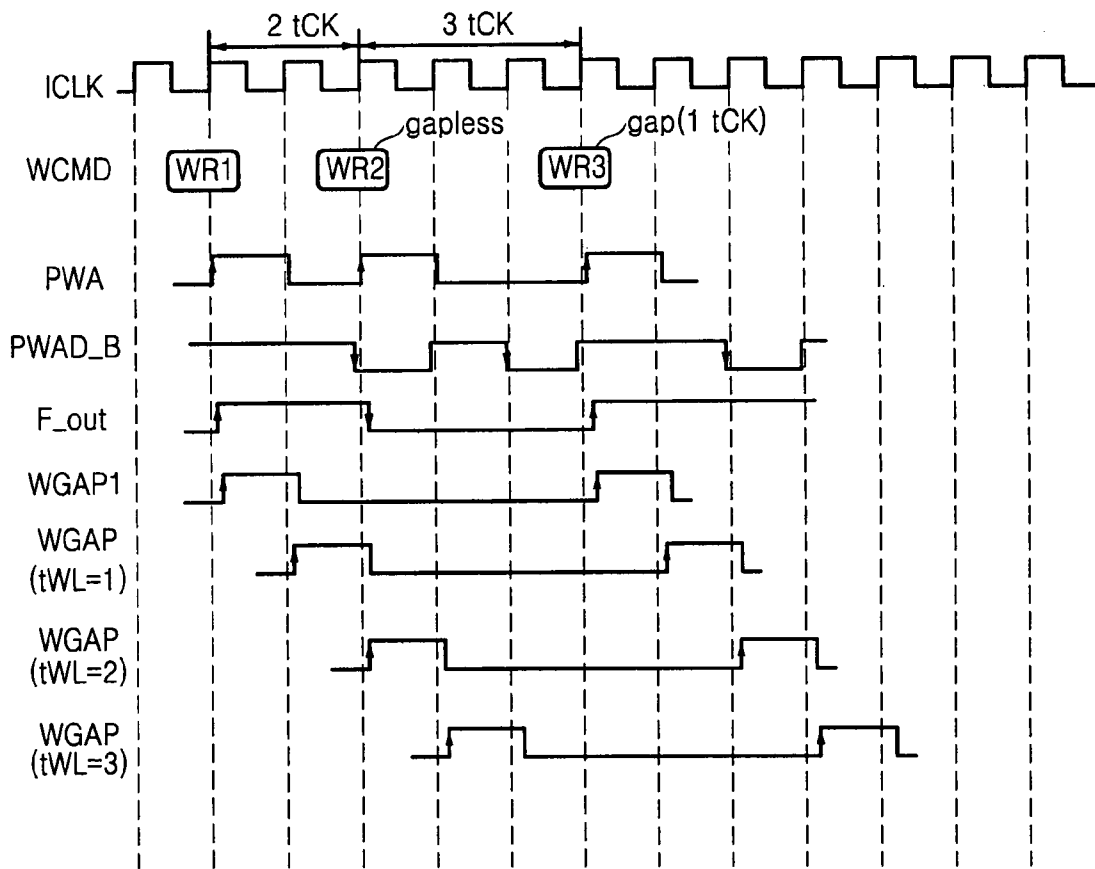 2 tCK
3 tCK
ICLK
gapless
gap(1 tCK)
WCMD
WR1
WR2
WR3
PWA
PWAD_B
F_out
WGAP1
WGAP
(tWL=1)
WGAP
(tWL=2)
WGAP
(tWL=3)